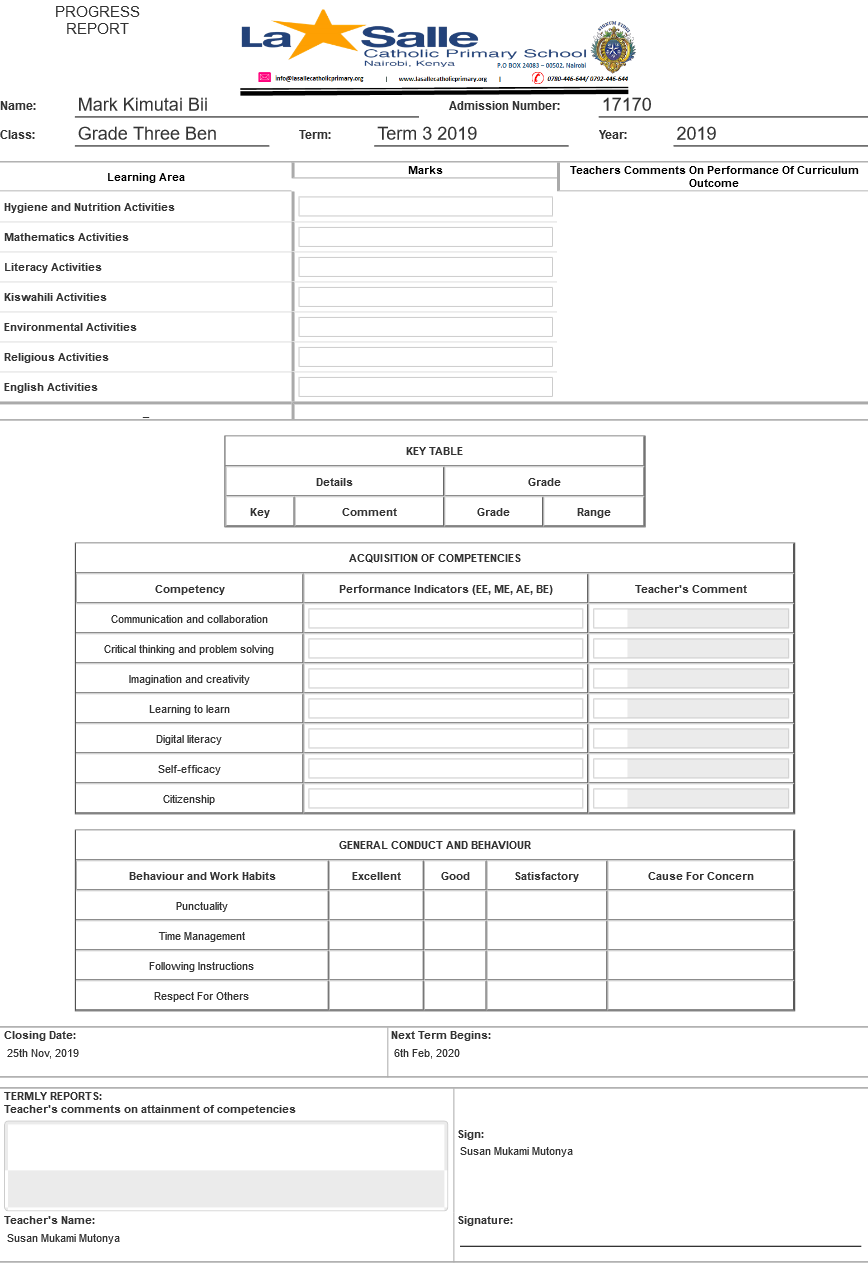 PROGRESS
REPORT
La Salle
Catholic Primary School
Nairobi, Kenya
P.O BOX 24083 – 00502, Nairobi
info@lasallecatholicprimary.org | www.lasallecatholicprimary.org | 0780-446-644/ 0792-446-644
Name: Mark Kimutai Bii Admission Number: 17170
Class: Grade Three Ben Term: Term 3 2019 Year: 2019
Learning Area Marks Teachers Comments On Performance Of Curriculum
Outcome
Hygiene and Nutrition Activities
Mathematics Activities
Literacy Activities
Kiswahili Activities
Environmental Activities
Religious Activities
English Activities
KEY TABLE
Details Grade
Key Comment Grade Range
ACQUISITION OF COMPETENCIES
Competency Performance Indicators (EE, ME, AE, BE) Teacher's Comment
Communication and collaboration
Critical thinking and problem solving
Imagination and creativity
Learning to learn
Digital literacy
Self-efficacy
Citizenship
GENERAL CONDUCT AND BEHAVIOUR
Behaviour and Work Habits Excellent Good Satisfactory Cause For Concern
Punctuality
Time Management
Following Instructions
Respect For Others
Closing Date: Next Term Begins:
25th Nov, 2019 6th Feb, 2020
TERMLY REPORTS:
Teacher's comments on attainment of competencies
Sign:
Susan Mukami Mutonya
Teacher's Name: Signature:
Susan Mukami Mutonya